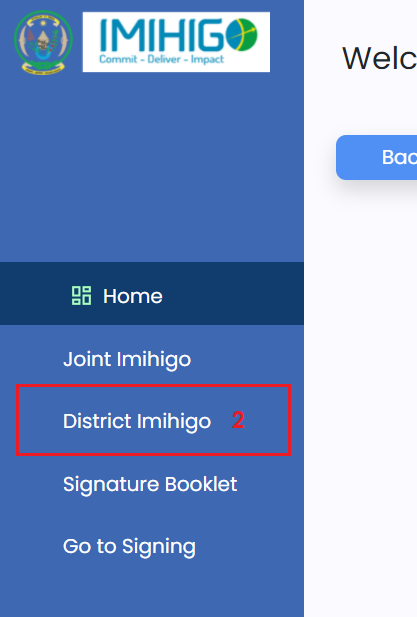 IMIHIGO
Commit - Deliver - Impact
Welc
Bac
Home
Joint Imihigo
District Imihigo 2
Signature Booklet
Go to Signing